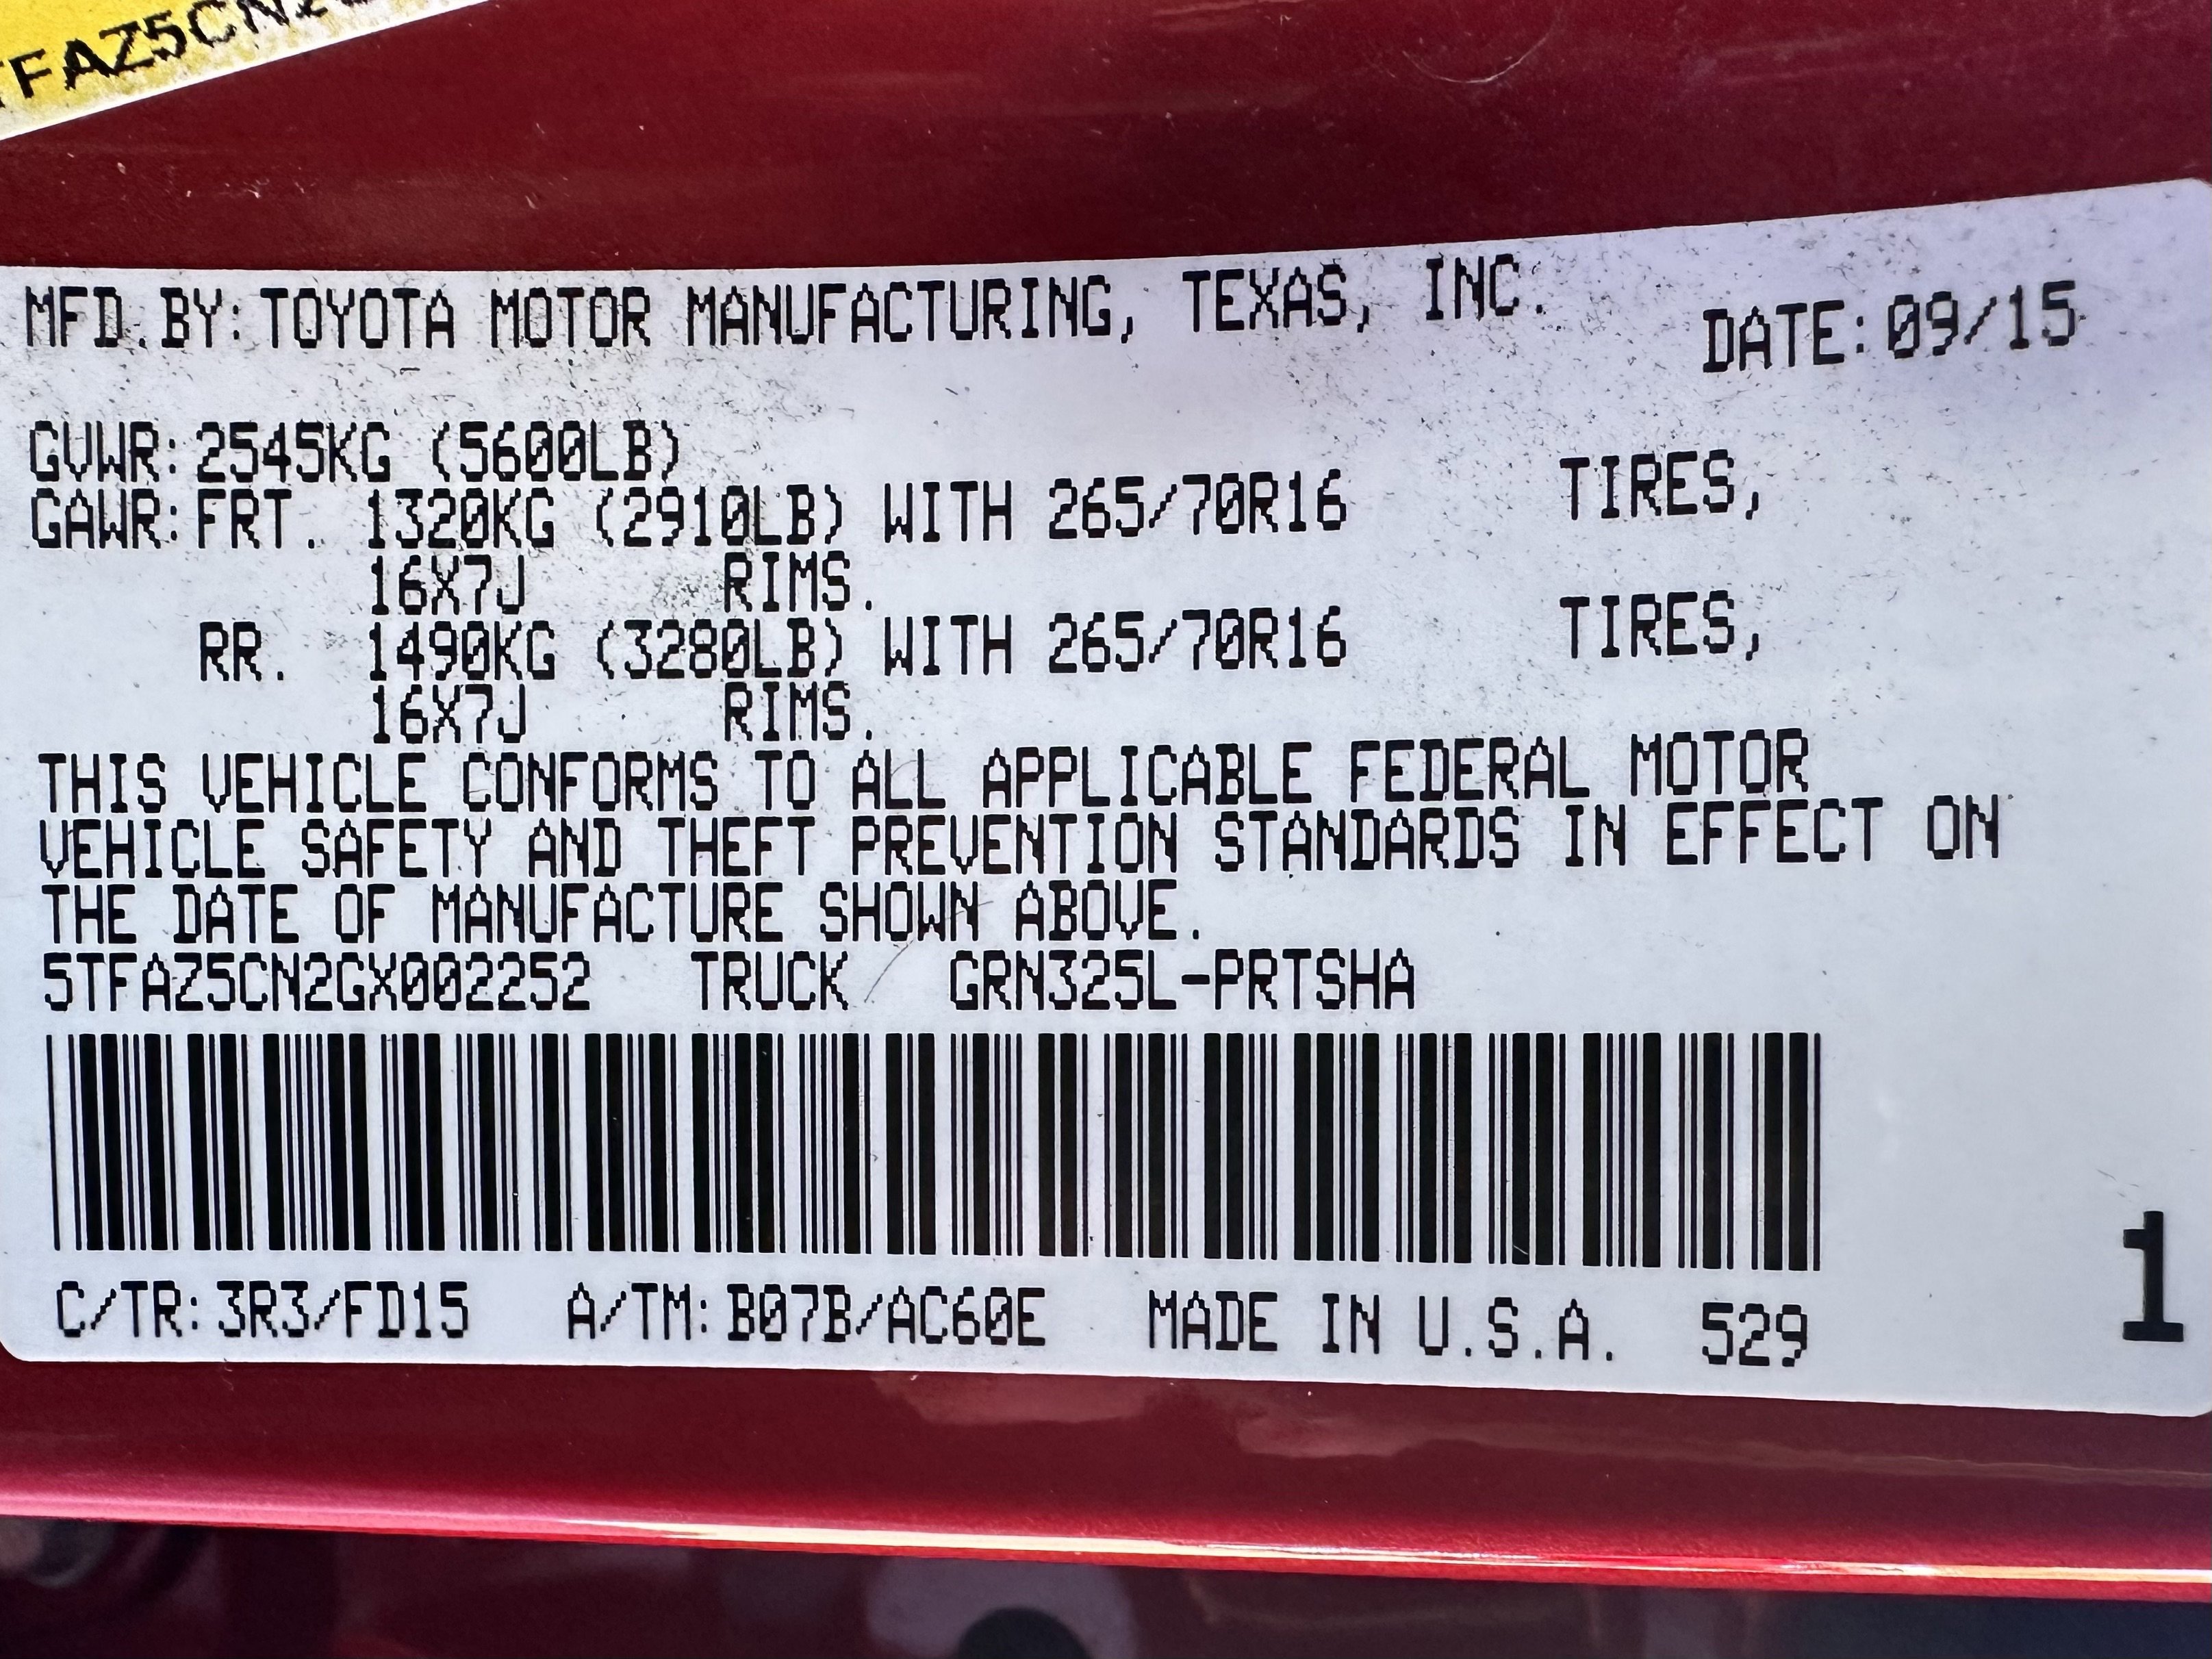 TFAZ5CN2
MFD. BY: TOYOTA MOTOR MANUFACTURING, TEXAS, INC. DATE: 09/15
GVWR: 2545KG (5600LB)
GAWR: FRT. 1320KG (2910LB) WITH 265/70R16 TIRES,
16X7J RIMS.
RR. 1490KG (3280LB) WITH 265/70R16 TIRES,
16X7J RIMS.
THIS VEHICLE CONFORMS TO ALL APPLICABLE FEDERAL MOTOR
VEHICLE SAFETY AND THEFT PREVENTION STANDARDS IN EFFECT ON
THE DATE OF MANUFACTURE SHOWN ABOVE.
5TFAZ5CN2GX002252 TRUCK GRN325L-PRTSHA
C/TR: 3R3/FD15 A/TM: B07B/AC60E MADE IN U.S.A. 529
1